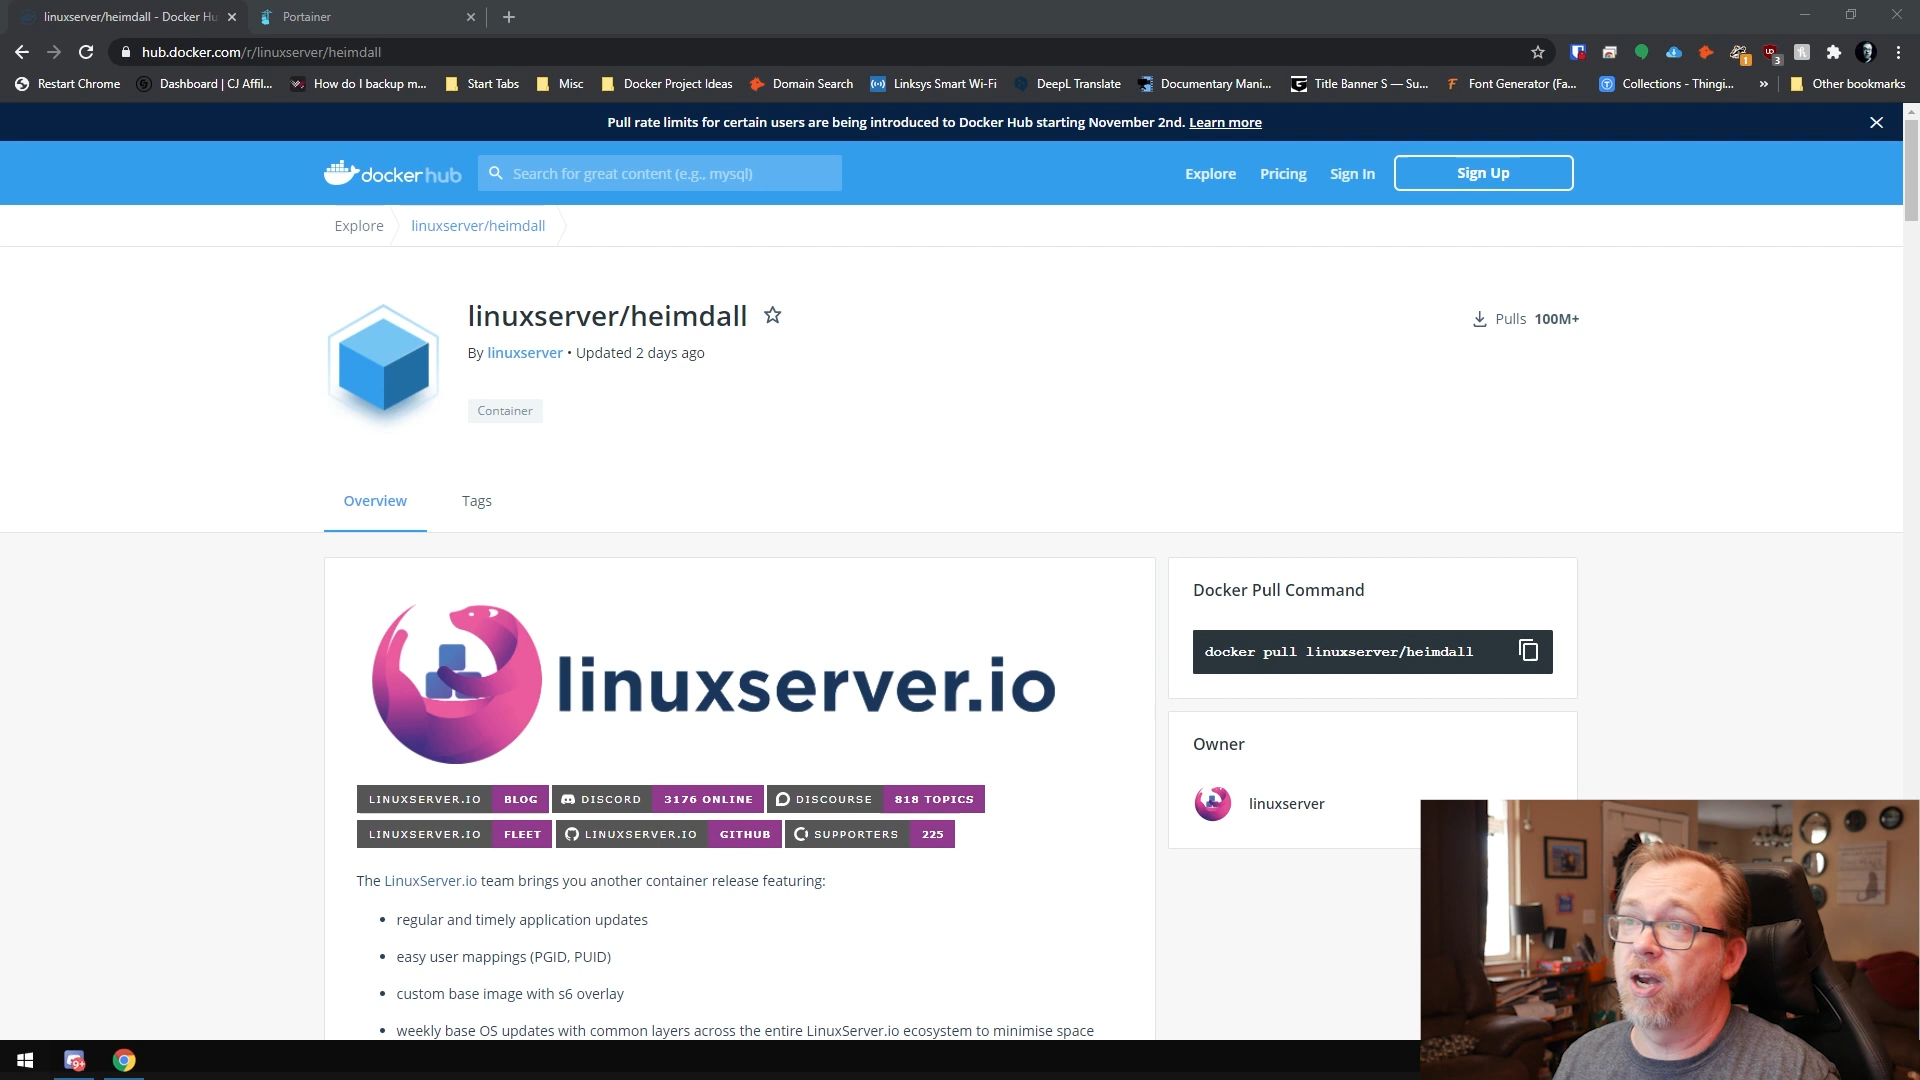 linuxserver/heimdall - Docker Hu
Portainer
hub.docker.com/r/linuxserver/heimdall
1
3
Restart Chrome
Dashboard | CJ Affil...
How do I backup m...
Start Tabs
Misc
Docker Project Ideas
Domain Search
Linksys Smart Wi-Fi
DeepL Translate
Documentary Mani...
Title Banner S — Su...
Font Generator (Fa...
Collections - Thingi...
»
Other bookmarks
Pull rate limits for certain users are being introduced to Docker Hub starting November 2nd. Learn more
docker hub
Search for great content (e.g., mysql)
Explore
Pricing
Sign In
Sign Up
Explore
linuxserver/heimdall
linuxserver/heimdall
Pulls 100M+
By linuxserver • Updated 2 days ago
Container
Overview
Tags
linuxserver.io
Docker Pull Command
docker pull linuxserver/heimdall
Owner
linuxserver
LINUXSERVER.IO BLOG
DISCORD 3176 ONLINE
DISCOURSE 818 TOPICS
LINUXSERVER.IO FLEET
LINUXSERVER.IO GITHUB
SUPPORTERS 225
The LinuxServer.io team brings you another container release featuring:
• regular and timely application updates
• easy user mappings (PGID, PUID)
• custom base image with s6 overlay
• weekly base OS updates with common layers across the entire LinuxServer.io ecosystem to minimise space
9+